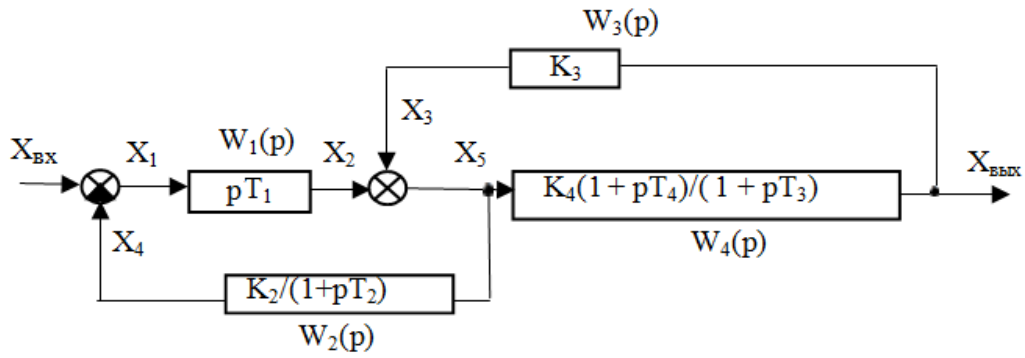 W₃(p)
K₃
X₃
Xвх
X₁
W₁(p)
X₂
X₅
Xвых
pT₁
K₄(1 + pT₄)/( 1 + pT₃)
W₄(p)
X₄
K₂/(1+pT₂)
W₂(p)